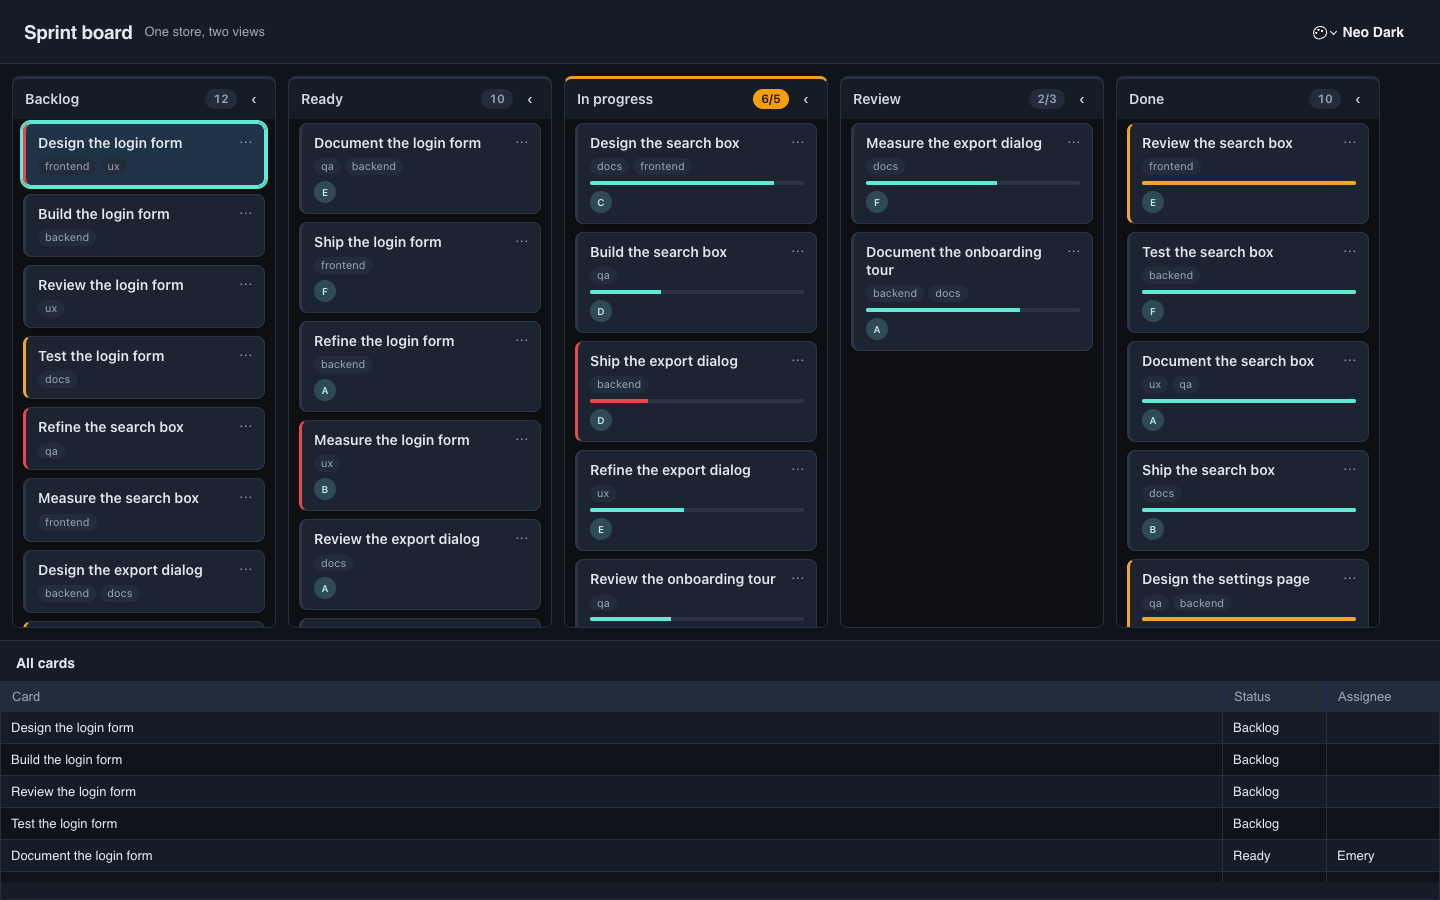 Sprint board One store, two views Neo Dark
Backlog 12 ‹
Design the login form ...
frontend ux
Build the login form ...
backend
Review the login form ...
ux
Test the login form ...
docs
Refine the search box ...
qa
Measure the search box ...
frontend
Design the export dialog ...
backend docs
Ready 10 ‹
Document the login form ...
qa backend
E
Ship the login form ...
frontend
F
Refine the login form ...
backend
A
Measure the login form ...
ux
B
Review the export dialog ...
docs
A
In progress 6/5 ‹
Design the search box ...
docs frontend
C
Build the search box ...
qa
D
Ship the export dialog ...
backend
D
Refine the export dialog ...
ux
E
Review the onboarding tour ...
qa
Review 2/3 ‹
Measure the export dialog ...
docs
F
Document the onboarding ...
tour
backend docs
A
Done 10 ‹
Review the search box ...
frontend
E
Test the search box ...
backend
F
Document the search box ...
ux qa
A
Ship the search box ...
docs
B
Design the settings page ...
qa backend
All cards
Card Status Assignee
Design the login form Backlog
Build the login form Backlog
Review the login form Backlog
Test the login form Backlog
Document the login form Ready Emery